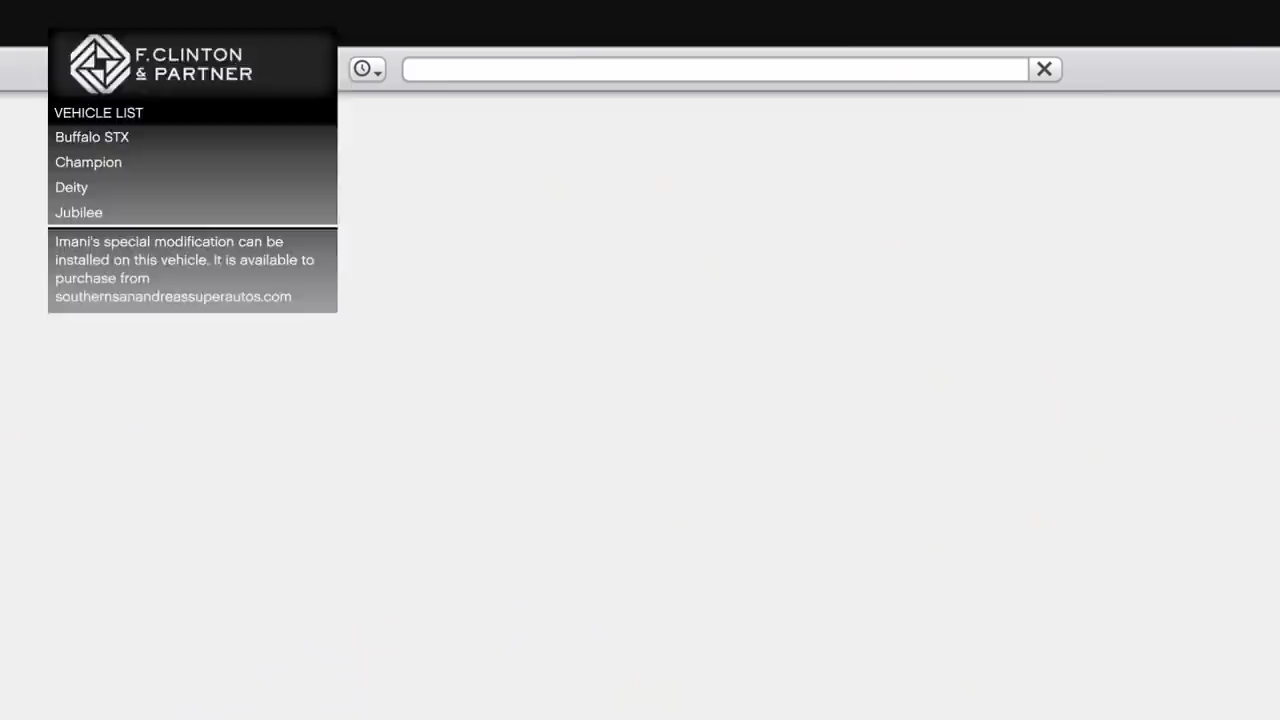 F. CLINTON
& PARTNER
VEHICLE LIST
Buffalo STX
Champion
Deity
Jubilee
Imani's special modification can be
installed on this vehicle. It is available to
purchase from
southernsanandreassuperautos.com